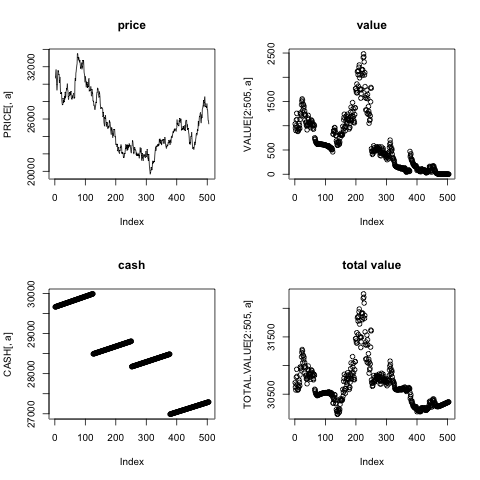 price
PRICE[, a]
20000 26000 32000
0 100 200 300 400 500
Index
value
VALUE[2:505, a]
0 500 1500 2500
0 100 200 300 400 500
Index
cash
CASH[, a]
27000 28000 29000 30000
0 100 200 300 400 500
Index
total value
TOTAL.VALUE[2:505, a]
30500 31500
0 100 200 300 400 500
Index